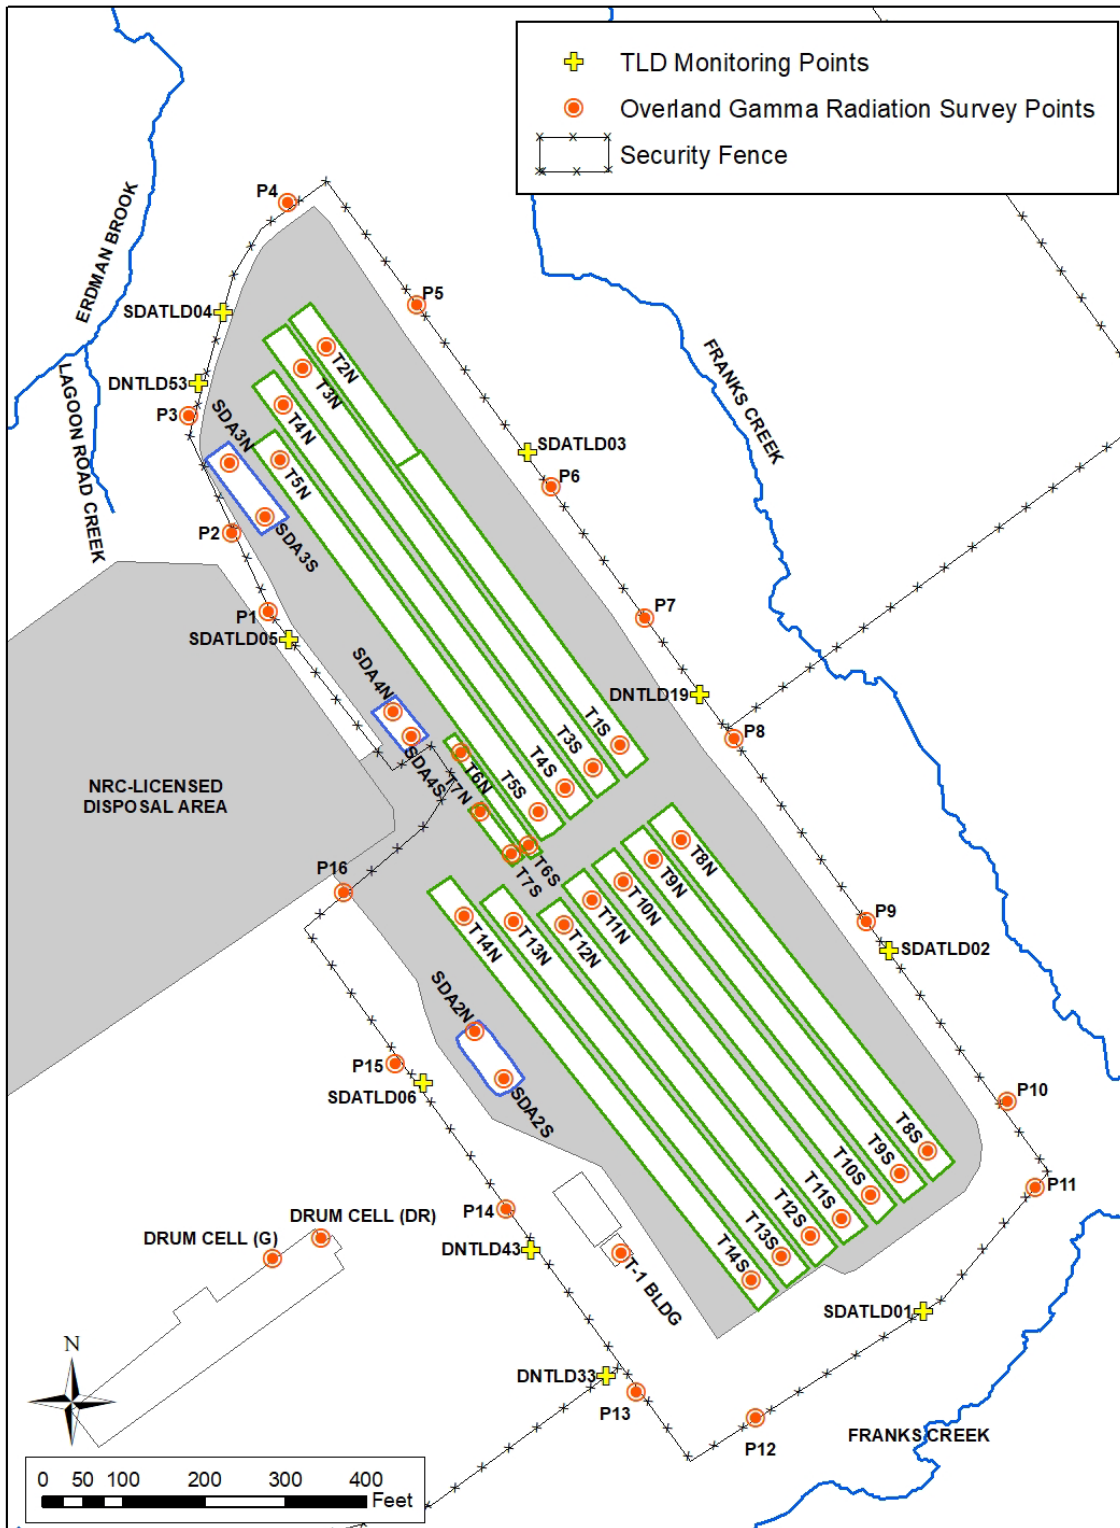 TLD Monitoring Points
Overland Gamma Radiation Survey Points
Security Fence
P4
ERDMAN BROOK
SDATLD04
P5
FRANKS CREEK
T2N
T3N
DNTLD53
P3
LAGOON ROAD CREEK
SDA3N
T4N
T5N
SDATLD03
P6
P2
SDA3S
P1
SDATLD05
P7
SDA4N
DNTLD19
P8
SDA4S
T1S
T3S
T4S
T5S
T6N
T7N
NRC-LICENSED
DISPOSAL AREA
T6S
T7S
P16
T8N
T9N
T10N
T11N
T12N
T13N
T14N
P9
SDATLD02
SDA2N
P15
SDATLD06
SDA2S
P10
T8S
T9S
T10S
T11S
T12S
T13S
T14S
P11
P14
DRUM CELL (DR)
DRUM CELL (G)
DNTLD43
T-1 BLDG
SDATLD01
DNTLD33
P13
P12
FRANKS CREEK
N
0 50 100 200 300 400
Feet